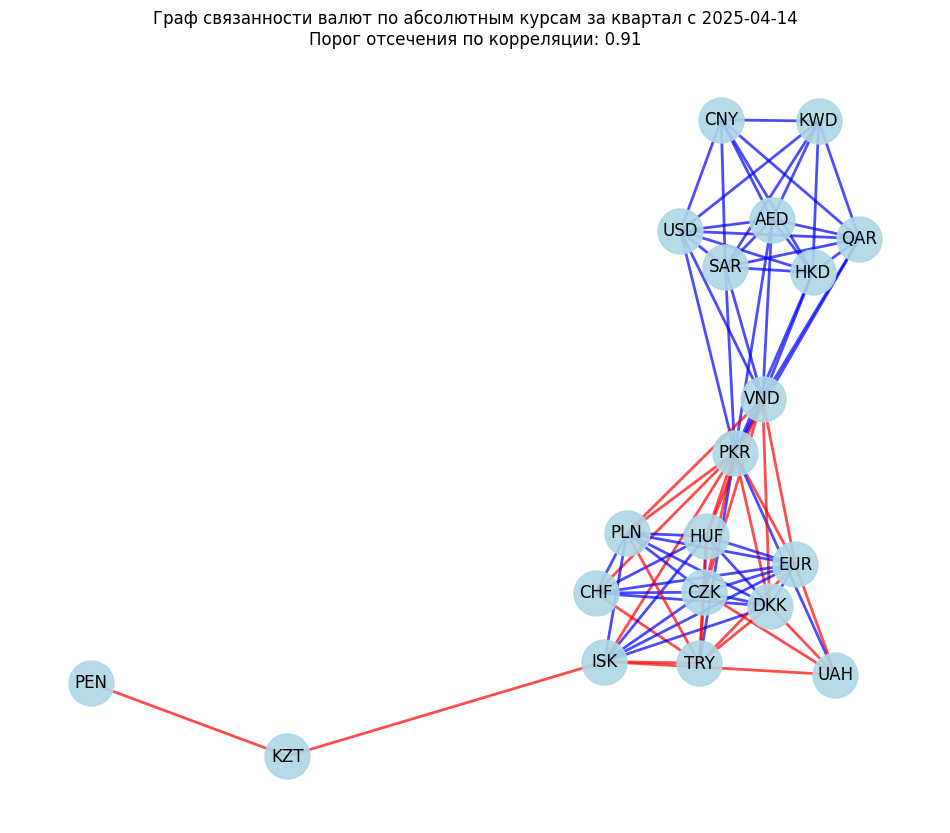 Граф связанности валют по абсолютным курсам за квартал с 2025-04-14
Порог отсечения по корреляции: 0.91
CNY
KWD
AED
USD
QAR
SAR
HKD
VND
PKR
PLN
HUF
EUR
CHF
CZK
DKK
ISK
TRY
UAH
PEN
KZT